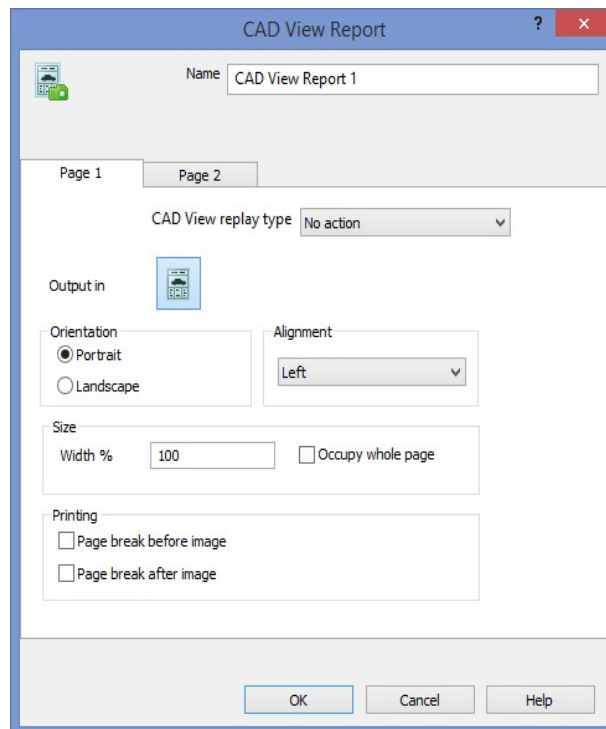 CAD View Report
?
Name CAD View Report 1
Page 1 Page 2
CAD View replay type No action
Output in
Orientation
Portrait
Landscape
Alignment
Left
Size
Width % 100 Occupy whole page
Printing
Page break before image
Page break after image
OK Cancel Help